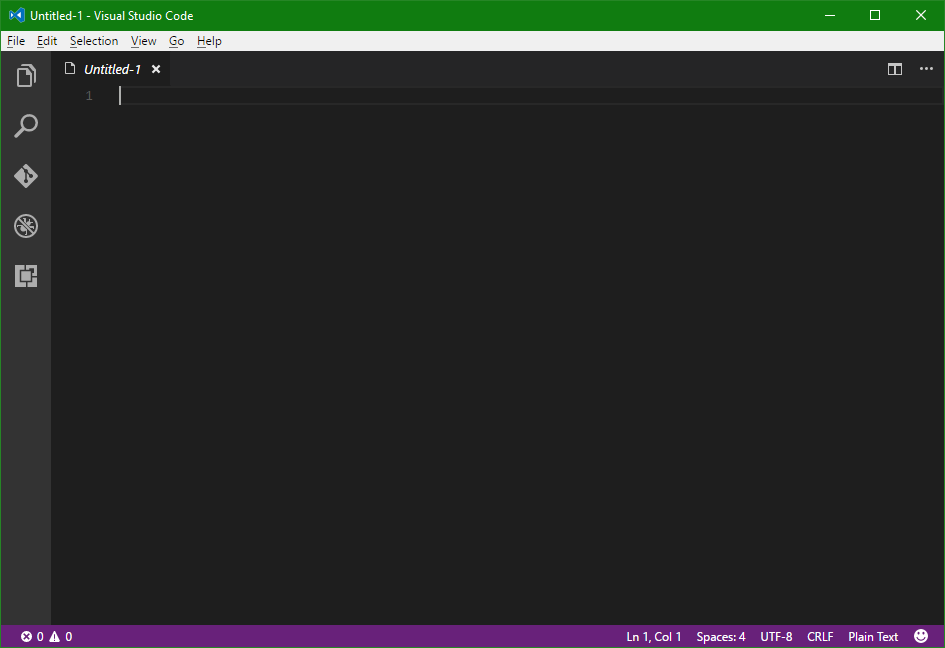 Untitled-1 - Visual Studio Code
File Edit Selection View Go Help
Untitled-1
1
0 0 Ln 1, Col 1 Spaces: 4 UTF-8 CRLF Plain Text